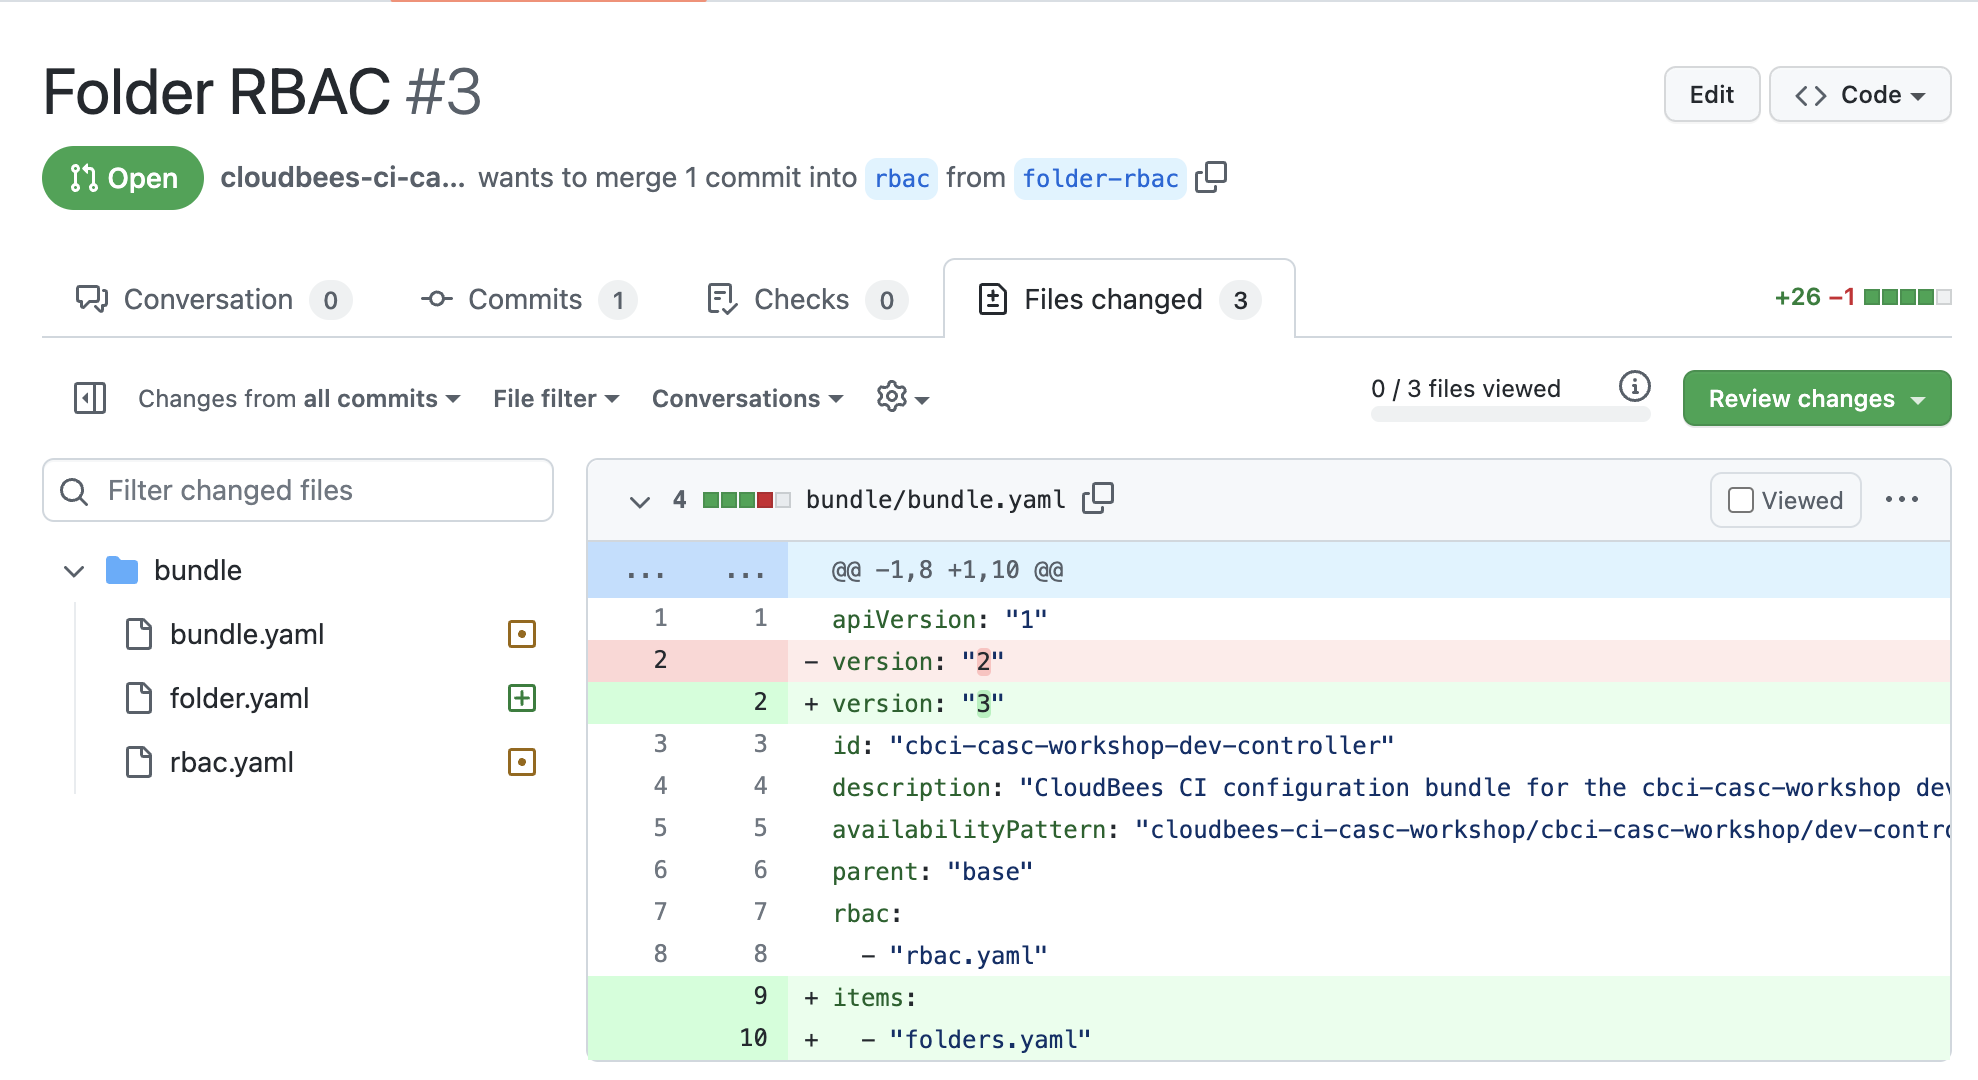 Folder RBAC #3
Edit
Code
Open
cloudbees-ci-ca... wants to merge 1 commit into rbac from folder-rbac
Conversation 0
Commits 1
Checks 0
Files changed 3
+26 −1
Changes from all commits
File filter
Conversations
0 / 3 files viewed
Review changes
Filter changed files
bundle
bundle.yaml
folder.yaml
rbac.yaml
4 bundle/bundle.yaml
Viewed
... ... @@ -1,8 +1,10 @@
1 1 apiVersion: "1"
2 - version: "2"
2 + version: "3"
3 3 id: "cbci-casc-workshop-dev-controller"
4 4 description: "CloudBees CI configuration bundle for the cbci-casc-workshop dev
5 5 availabilityPattern: "cloudbees-ci-casc-workshop/cbci-casc-workshop/dev-contro
6 6 parent: "base"
7 7 rbac:
8 8 - "rbac.yaml"
9 + items:
10 + - "folders.yaml"